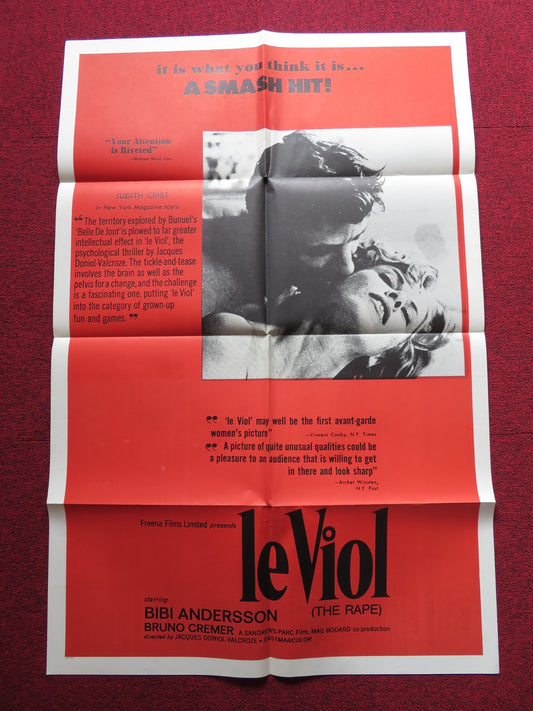 it is what you think it is...
A SMASH HIT!
"Your Attention
is Riveted"
—William Wolf, Cue
JUDITH CRIST
in New York Magazine says:
"The territory explored by Bunuel's
'Belle De Jour' is plowed to far greater
intellectual effect in 'le Viol', the
psychological thriller by Jacques
Doniol-Valcroze. The tickle-and-tease
involves the brain as well as the
pelvis for a change, and the challenge
is a fascinating one, putting 'le Viol'
into the category of grown-up
fun and games."
"'le Viol' may well be the first avant-garde
women's picture"
—Vincent Canby, N.Y. Times
"A picture of quite unusual qualities could be
a pleasure to an audience that is willing to get
in there and look sharp"
—Archer Winsten,
N.Y. Post
Freena Films Limited presents
le Viol
(THE RAPE)
starring
BIBI ANDERSSON
BRUNO CREMER
A SANDREWS, PARC Film, MAG BODARD co-production
directed by JACQUES DONIOL-VALCROZE • EASTMANCOLOR